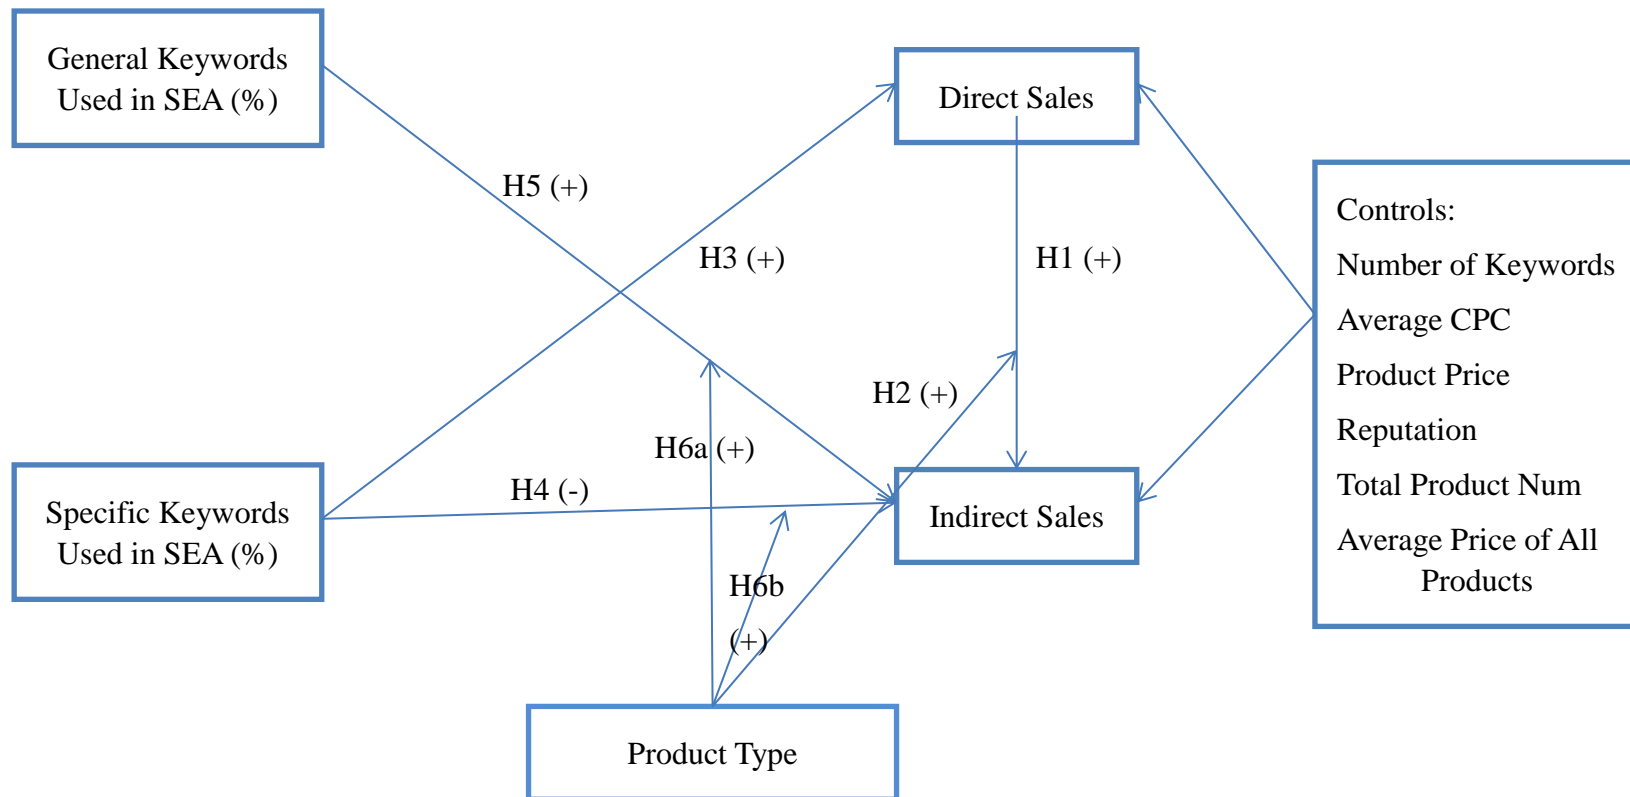 General Keywords
Used in SEA (%)
Direct Sales
H5 (+)
H3 (+)
H1 (+)
Controls:
Number of Keywords
Average CPC
Product Price
Reputation
Total Product Num
Average Price of All
Products
H2 (+)
H6a (+)
H4 (-)
Specific Keywords
Used in SEA (%)
Indirect Sales
H6b
(+)
Product Type